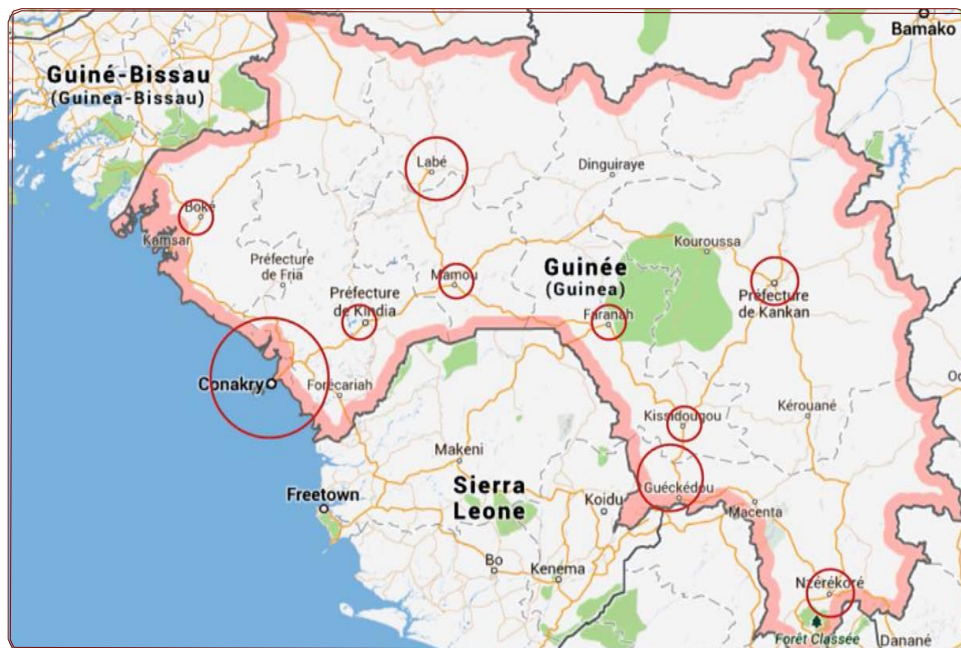 Bamako
Guiné-Bissau
(Guinea-Bissau)
Labé
Dinguiraye
Boké
Kamsar
Kouroussa
Préfecture
de Fria
Guinée
(Guinea)
Mamou
Préfecture
de Kindia
Préfecture
de Kankan
Faranah
Conakry
Forécariah
Kissidougou
Kérouané
Makeni
Sierra
Leone
Guéckédou
Koidu
Freetown
Macenta
Bo
Kenema
Nzérékoré
Forêt Classée
Danané